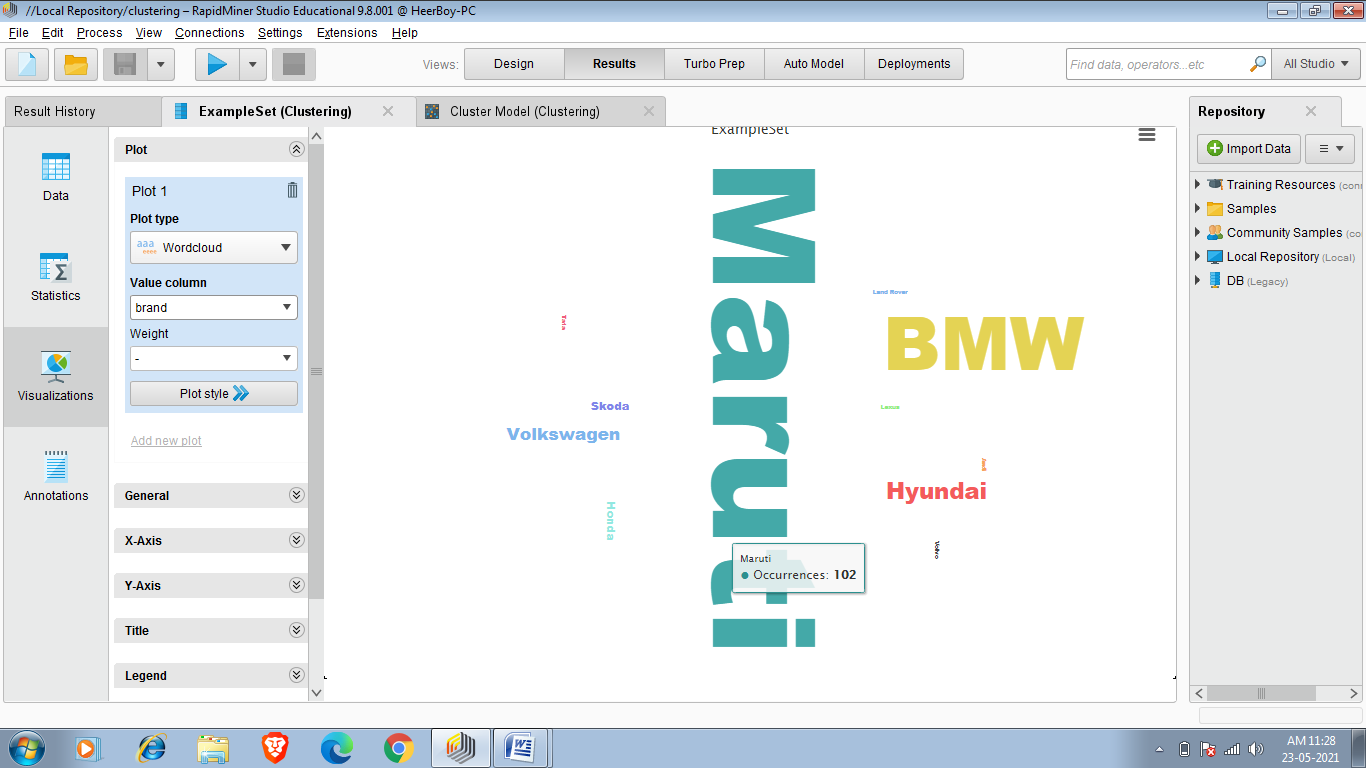 //Local Repository/clustering – RapidMiner Studio Educational 9.8.001 @ HeerBoy-PC
File Edit Process View Connections Settings Extensions Help
Views: Design Results Turbo Prep Auto Model Deployments
Find data, operators...etc
All Studio
Result History
ExampleSet (Clustering)
Cluster Model (Clustering)
Repository
Data
Statistics
Visualizations
Annotations
Plot
Plot 1
Plot type
aaa
Wordcloud
Value column
brand
Weight
-
Plot style
Add new plot
General
X-Axis
Y-Axis
Title
Legend
ExampleSet
Maruti
Land Rover
BMW
Tata
Skoda
Volkswagen
Lexus
Jeep
Hyundai
Honda
Volvo
Maruti
Occurrences: 102
Import Data
Training Resources (con
Samples
Community Samples (co
Local Repository (Local)
DB (Legacy)
AM 11:28
23-05-2021